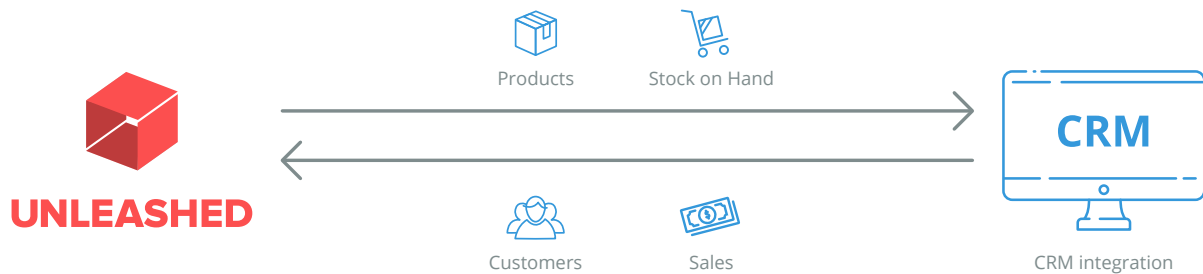 Products
Stock on Hand
UNLEASHED
CRM
Customers
Sales
CRM integration